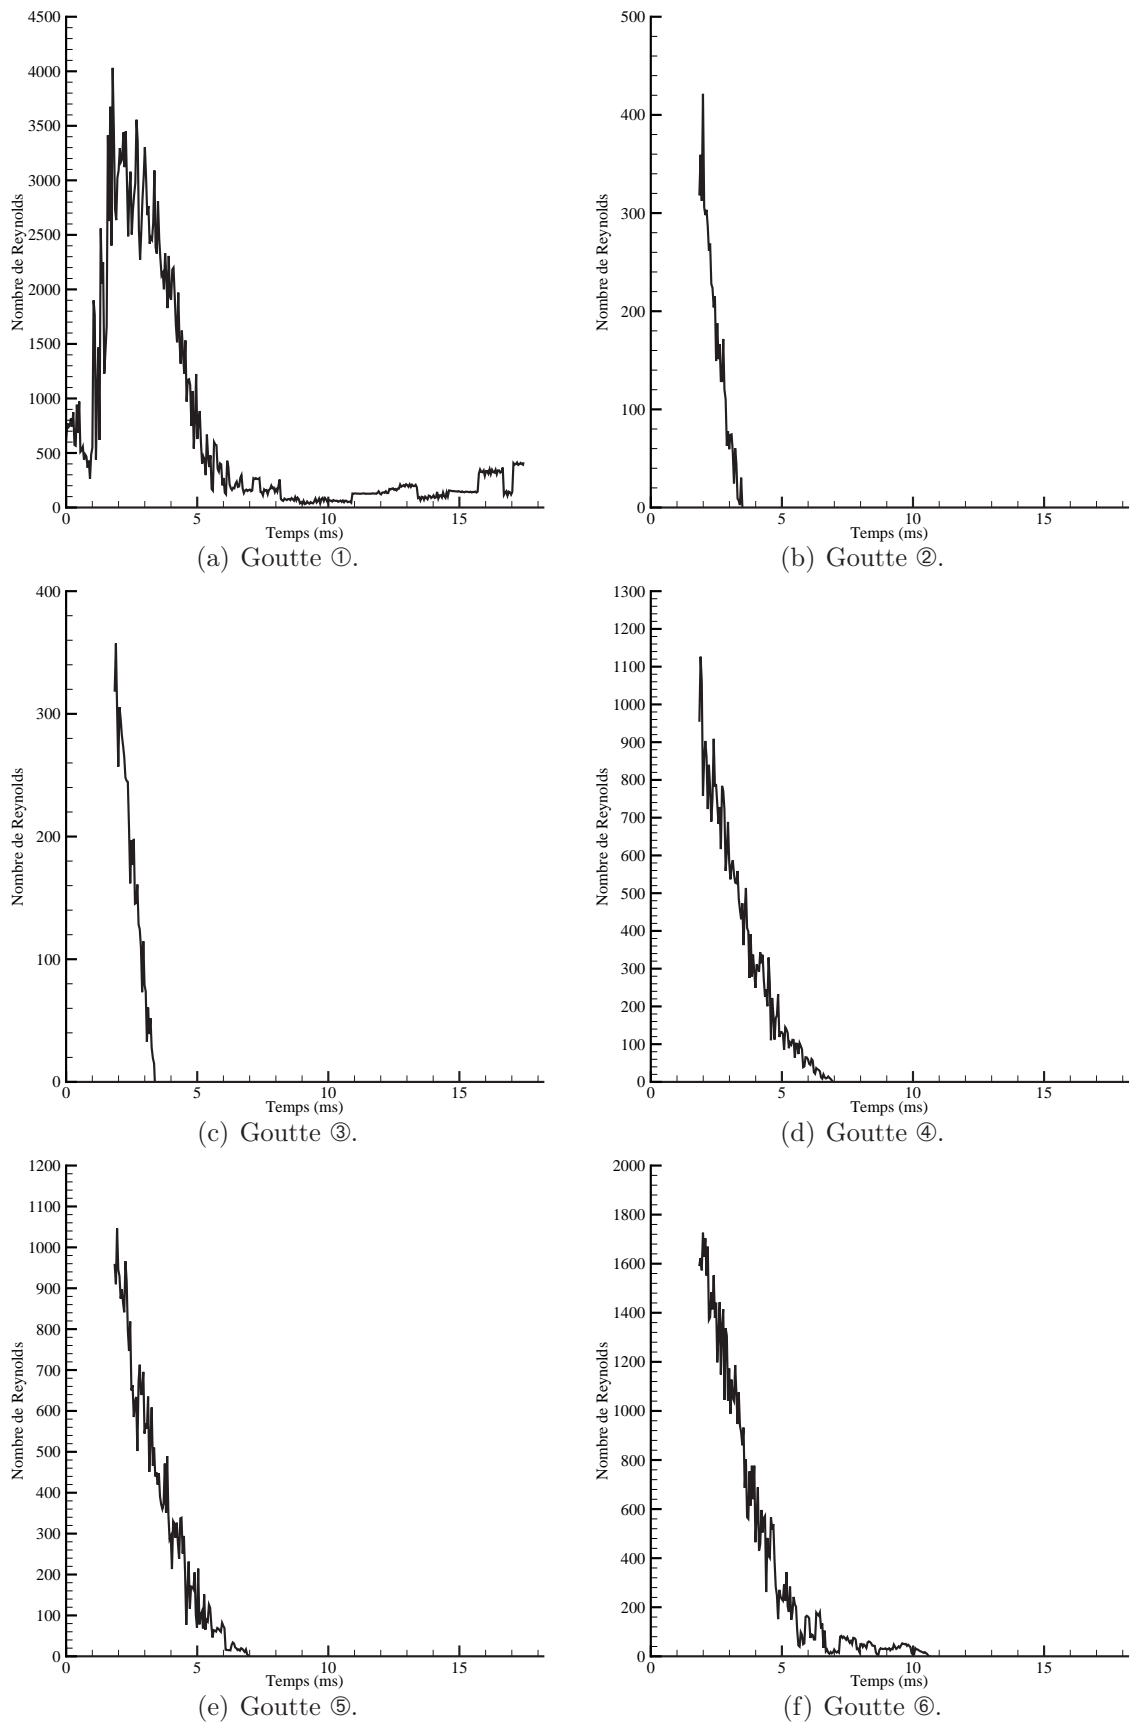 4500
4000
3500
3000
2500
2000
1500
1000
500
0
Nombre de Reynolds
0 5 10 15
Temps (ms)
(a) Goutte ①.
500
400
300
200
100
0
Nombre de Reynolds
0 5 10 15
Temps (ms)
(b) Goutte ②.
400
300
200
100
0
Nombre de Reynolds
0 5 10 15
Temps (ms)
(c) Goutte ③.
1300
1200
1100
1000
900
800
700
600
500
400
300
200
100
0
Nombre de Reynolds
0 5 10 15
Temps (ms)
(d) Goutte ④.
1200
1100
1000
900
800
700
600
500
400
300
200
100
0
Nombre de Reynolds
0 5 10 15
Temps (ms)
(e) Goutte ⑤.
2000
1800
1600
1400
1200
1000
800
600
400
200
0
Nombre de Reynolds
0 5 10 15
Temps (ms)
(f) Goutte ⑥.